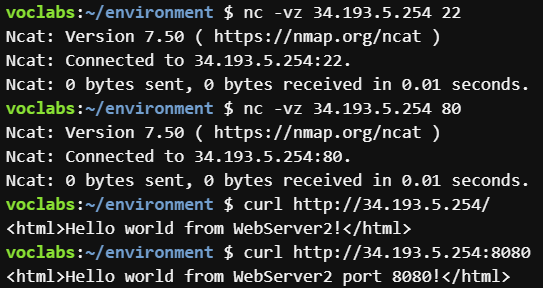 voclabs:~/environment $ nc -vz 34.193.5.254 22
Ncat: Version 7.50 ( https://nmap.org/ncat )
Ncat: Connected to 34.193.5.254:22.
Ncat: 0 bytes sent, 0 bytes received in 0.01 seconds.
voclabs:~/environment $ nc -vz 34.193.5.254 80
Ncat: Version 7.50 ( https://nmap.org/ncat )
Ncat: Connected to 34.193.5.254:80.
Ncat: 0 bytes sent, 0 bytes received in 0.01 seconds.
voclabs:~/environment $ curl http://34.193.5.254/
<html>Hello world from WebServer2!</html>
voclabs:~/environment $ curl http://34.193.5.254:8080
<html>Hello world from WebServer2 port 8080!</html>